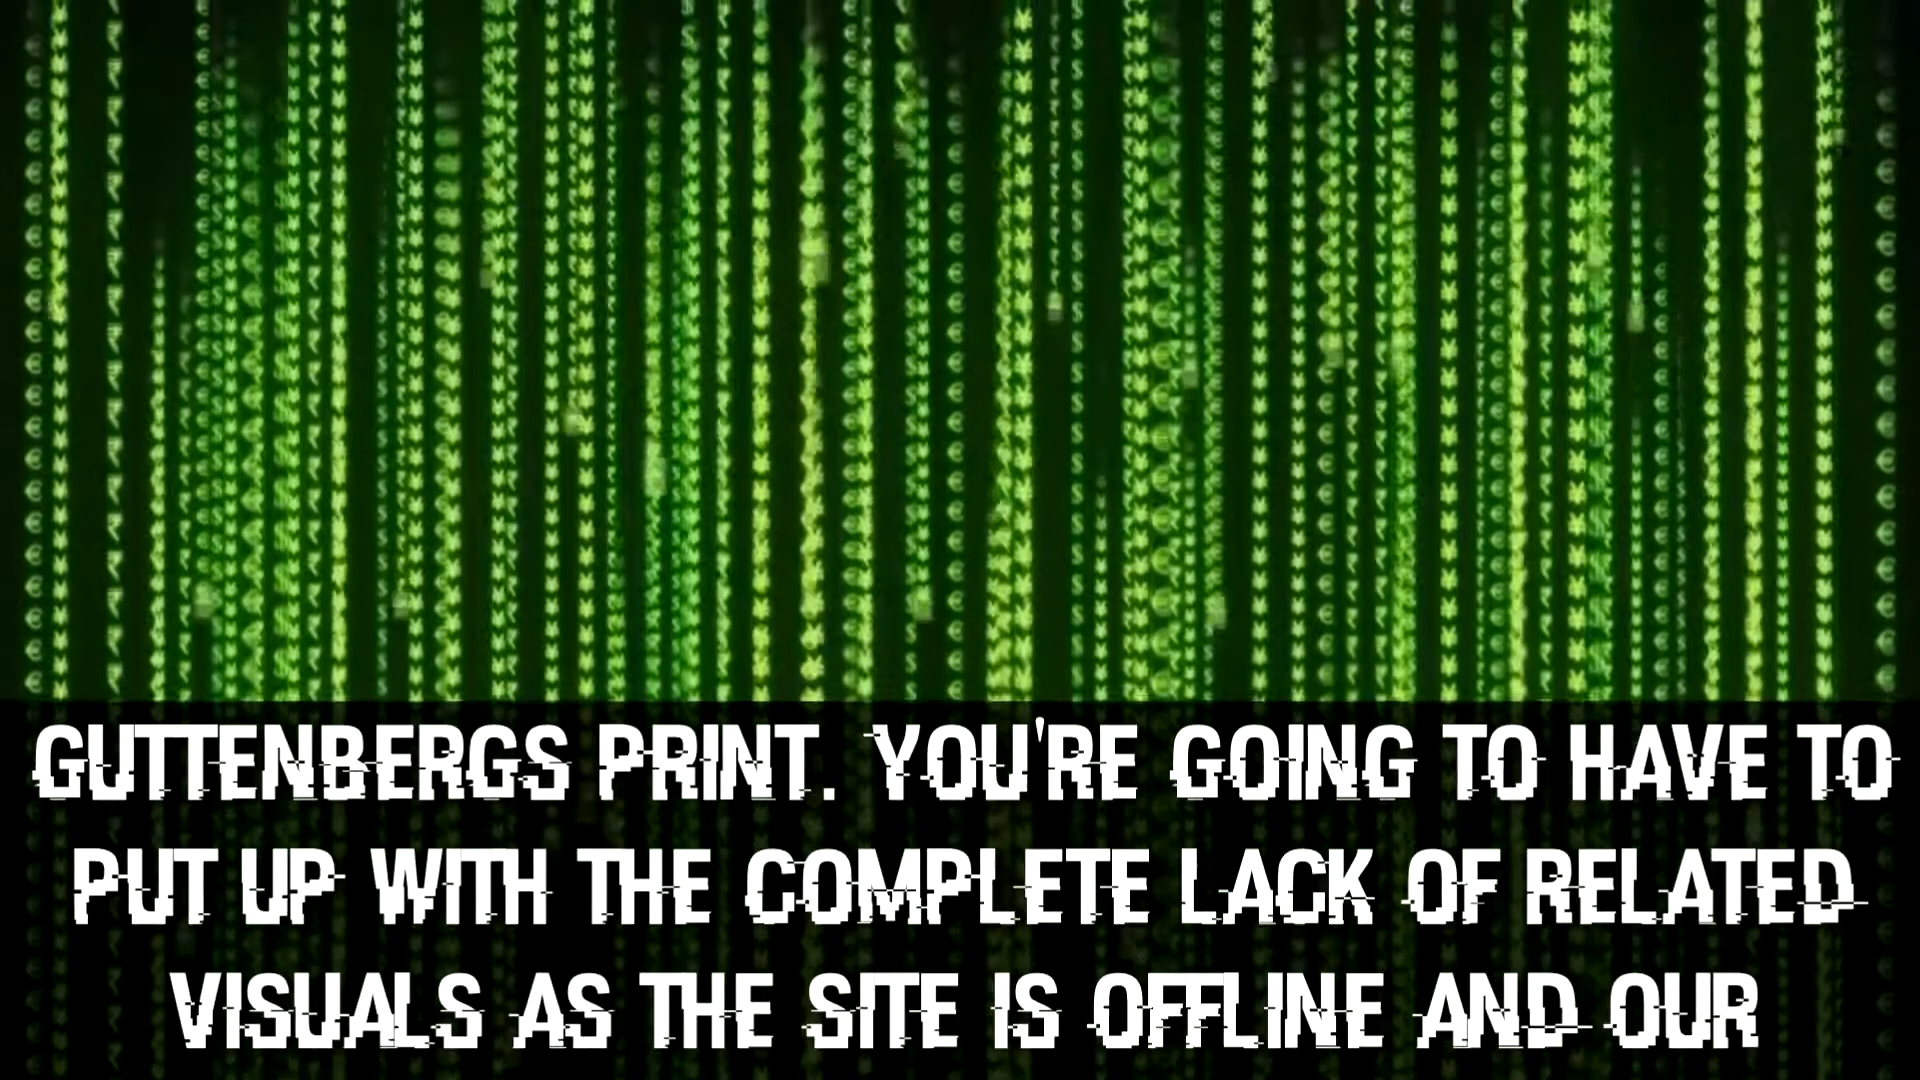 GUTTENBERGS PRINT. YOU'RE GOING TO HAVE TO
PUT UP WITH THE COMPLETE LACK OF RELATED
VISUALS AS THE SITE IS OFFLINE AND OUR